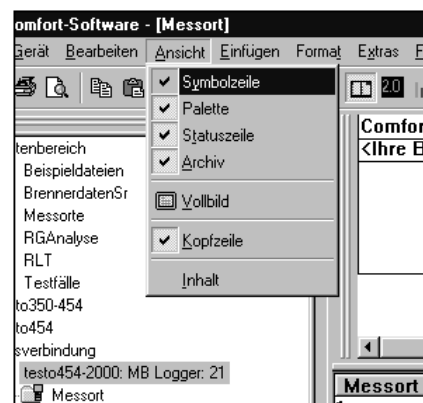 omfort-Software - [Messort]
Gerät Bearbeiten Ansicht Einfügen Format Extras F
2.0
Symbolzeile
Palette
Statuszeile
Archiv
Vollbild
Kopfzeile
Inhalt
tenbereich
Beispieldateien
BrennerdatenSr
Messorte
RGAnalyse
RLT
Testfälle
to350-454
to454
sverbindung
testo454-2000: MB Logger: 21
Messort
Comfor
<Ihre B
Messort